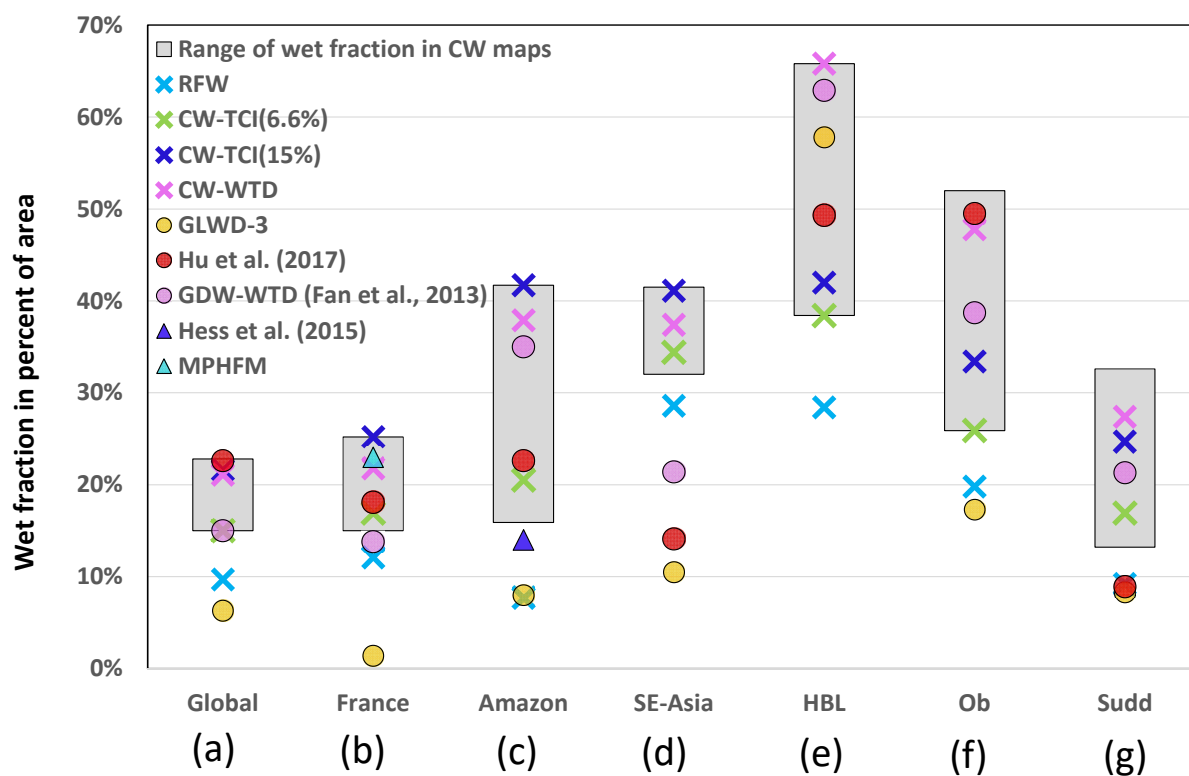 70%
60%
50%
40%
30%
20%
10%
0%
Wet fraction in percent of area
Range of wet fraction in CW maps
RFW
CW-TCI(6.6%)
CW-TCI(15%)
CW-WTD
GLWD-3
Hu et al. (2017)
GDW-WTD (Fan et al., 2013)
Hess et al. (2015)
MPHFM
Global France Amazon SE-Asia HBL Ob Sudd
(a) (b) (c) (d) (e) (f) (g)